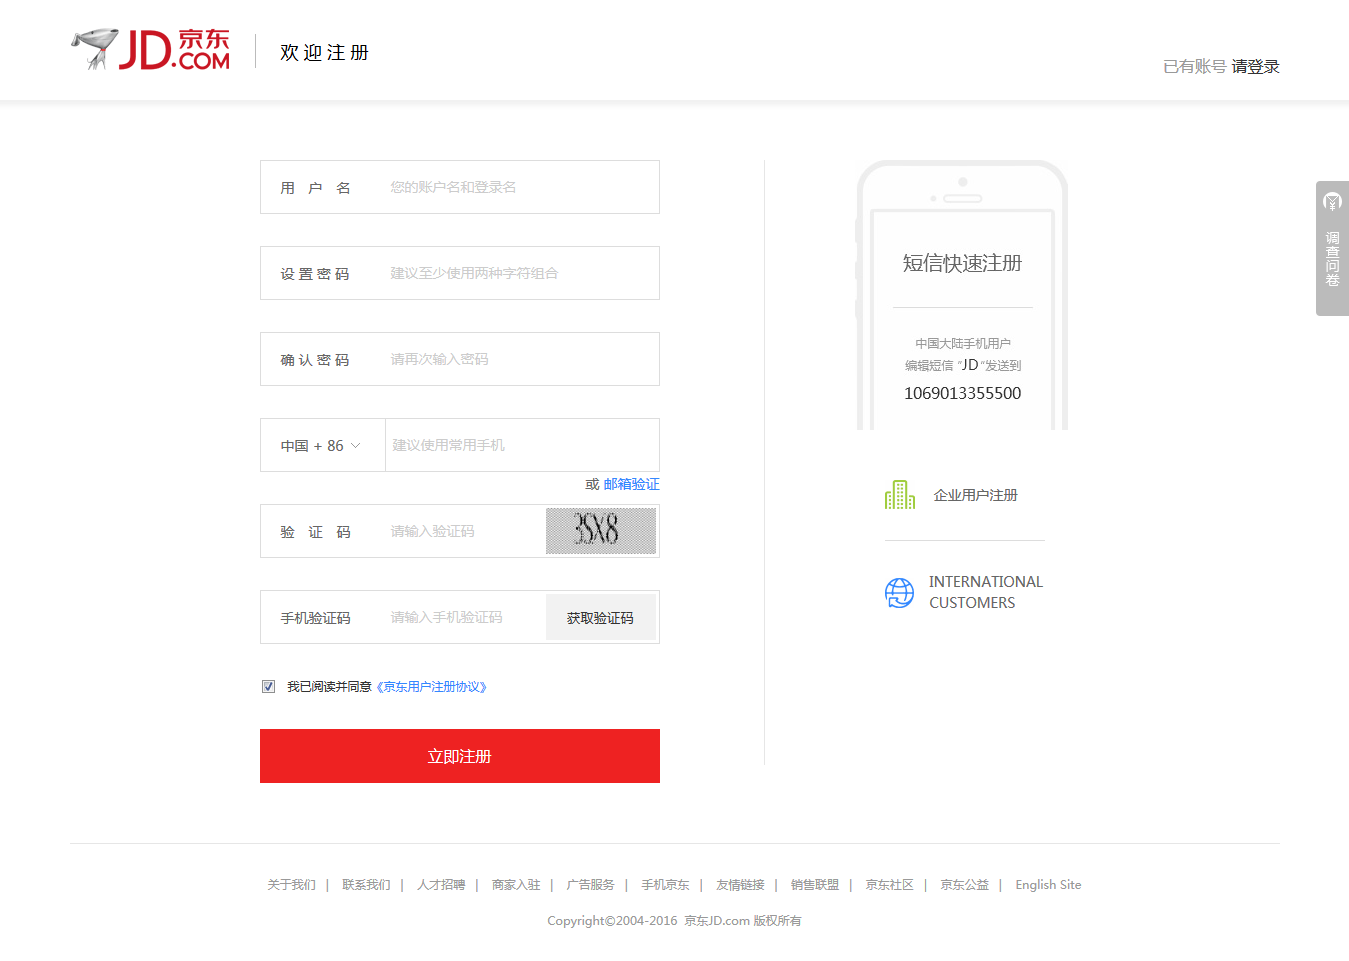 JD.COM 京东
欢迎注册
已有账号 请登录
用户名 您的账户名和登录名
设置密码 建议至少使用两种字符组合
确认密码 请再次输入密码
中国 + 86 建议使用常用手机
或 邮箱验证
验证码 请输入验证码 3SX8
手机验证码 请输入手机验证码 获取验证码
我已阅读并同意《京东用户注册协议》
立即注册
短信快速注册
中国大陆手机用户
编辑短信 “JD”发送到
1069013355500
企业用户注册
INTERNATIONAL
CUSTOMERS
调查问卷
关于我们 | 联系我们 | 人才招聘 | 商家入驻 | 广告服务 | 手机京东 | 友情链接 | 销售联盟 | 京东社区 | 京东公益 | English Site
Copyright©2004-2016 京东JD.com 版权所有